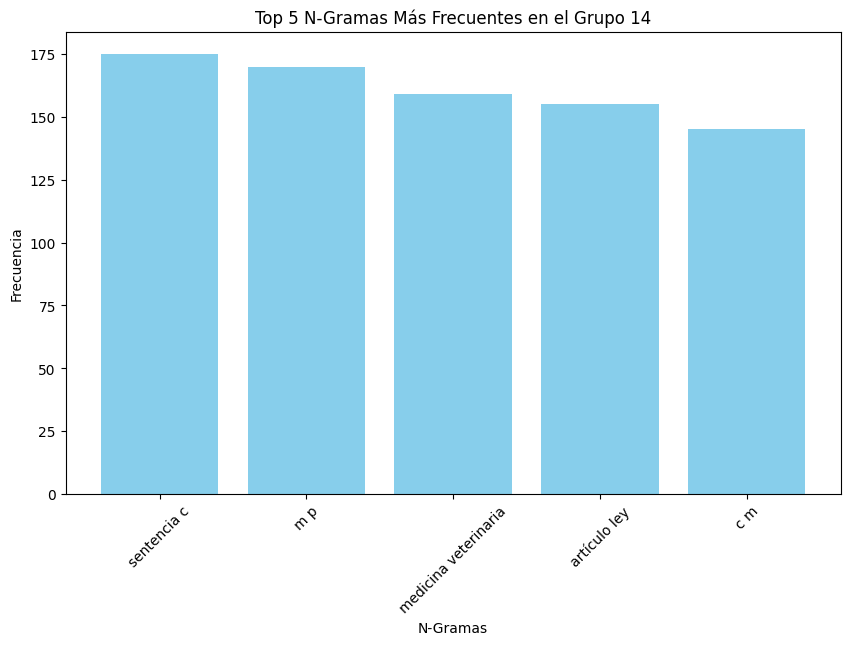 Top 5 N-Gramas Más Frecuentes en el Grupo 14
175
150
125
100
75
50
25
0
Frecuencia
sentencia c
m p
medicina veterinaria
artículo ley
c m
N-Gramas